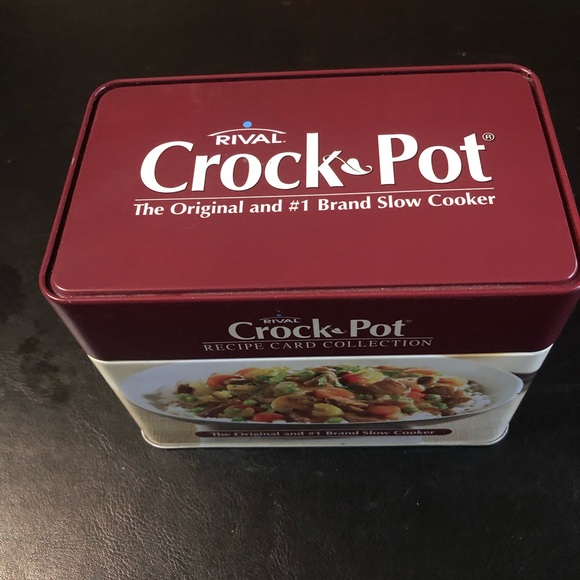 RIVAL
Crock Pot®
The Original and #1 Brand Slow Cooker
RIVAL
Crock Pot®
RECIPE CARD COLLECTION
The Original and #1 Brand Slow Cooker